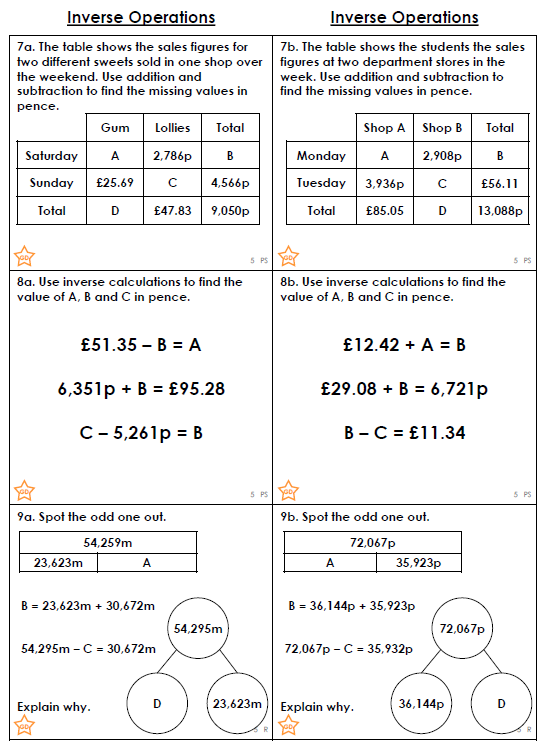 Inverse Operations
Inverse Operations
7a. The table shows the sales figures for
two different sweets sold in one shop over
the weekend. Use addition and
subtraction to find the missing values in
pence.
Gum Lollies Total
Saturday A 2,786p B
Sunday £25.69 C 4,566p
Total D £47.83 9,050p
GD
5 PS
7b. The table shows the students the sales
figures at two department stores in the
week. Use addition and subtraction to
find the missing values in pence.
Shop A Shop B Total
Monday A 2,908p B
Tuesday 3,936p C £56.11
Total £85.05 D 13,088p
GD
5 PS
8a. Use inverse calculations to find the
value of A, B and C in pence.
£51.35 – B = A
6,351p + B = £95.28
C – 5,261p = B
GD
5 PS
8b. Use inverse calculations to find the
value of A, B and C in pence.
£12.42 + A = B
£29.08 + B = 6,721p
B – C = £11.34
GD
5 PS
9a. Spot the odd one out.
54,259m
23,623m A
B = 23,623m + 30,672m
54,295m
54,295m – C = 30,672m
D 23,623m
Explain why.
GD
5 R
9b. Spot the odd one out.
72,067p
A 35,923p
B = 36,144p + 35,923p
72,067p
72,067p – C = 35,932p
36,144p D
Explain why.
GD
5 R